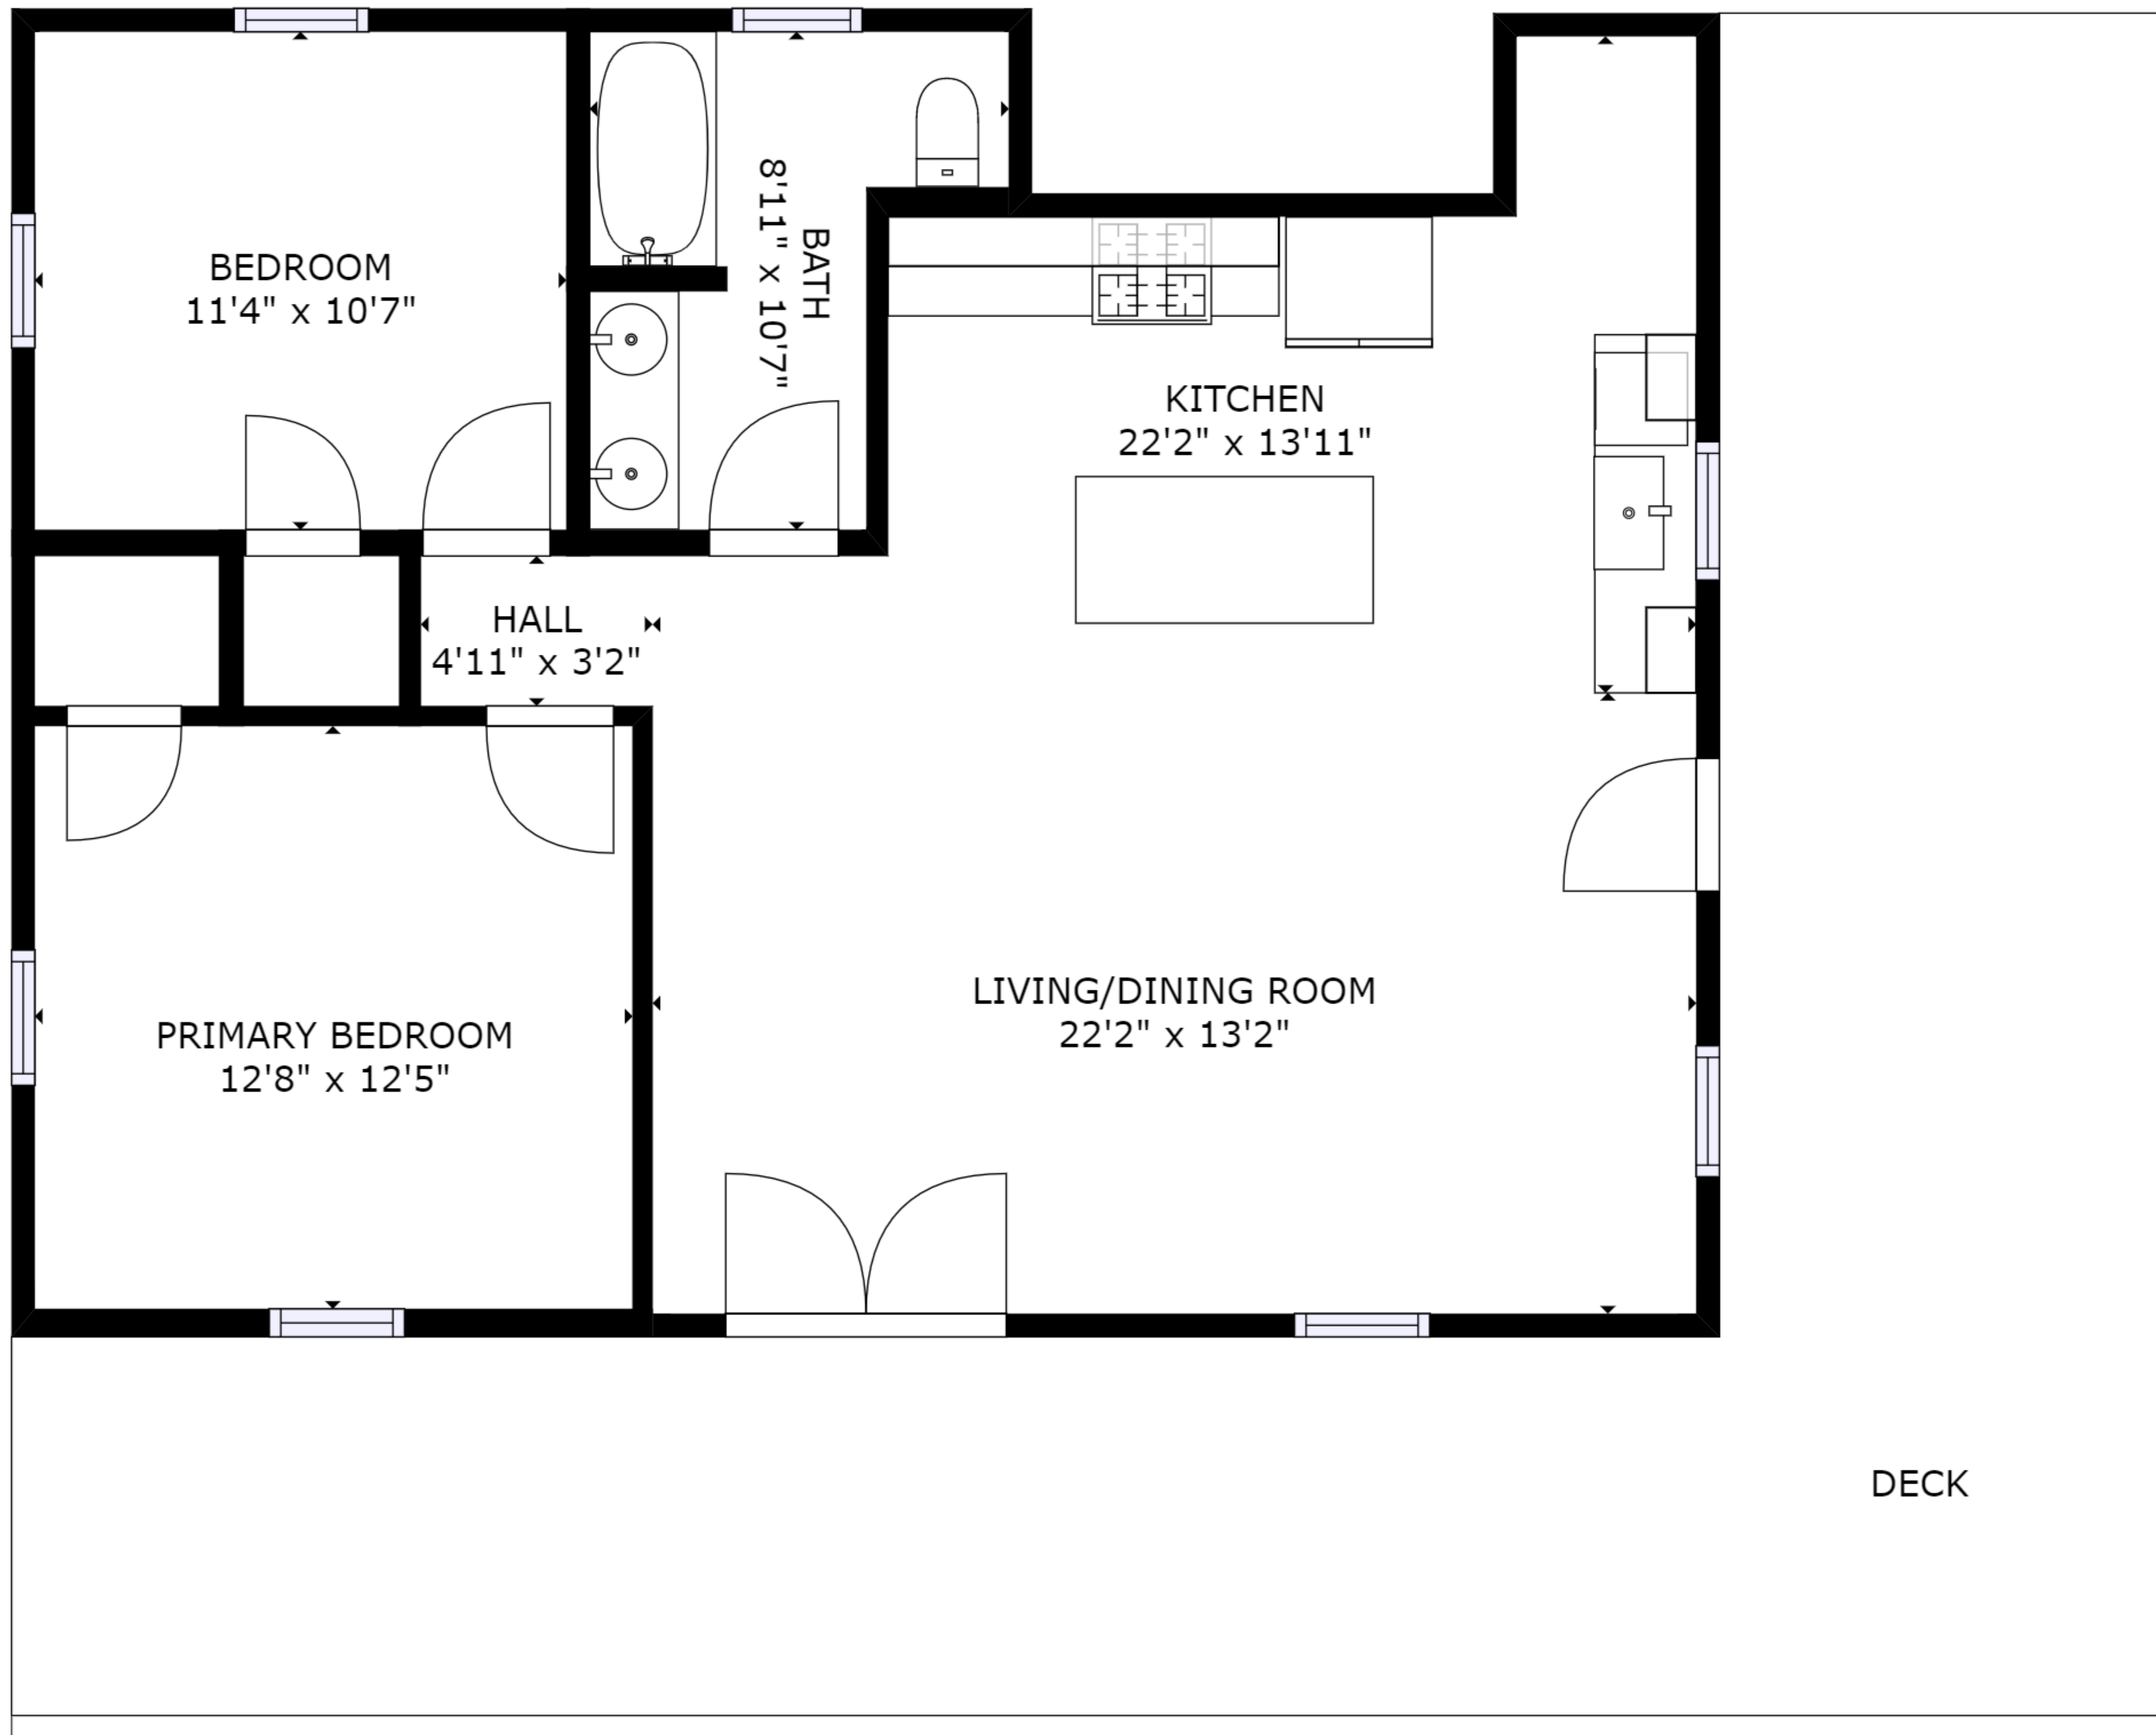 BEDROOM
11'4" x 10'7"
BATH
8'11" x 10'7"
KITCHEN
22'2" x 13'11"
HALL
4'11" x 3'2"
PRIMARY BEDROOM
12'8" x 12'5"
LIVING/DINING ROOM
22'2" x 13'2"
DECK